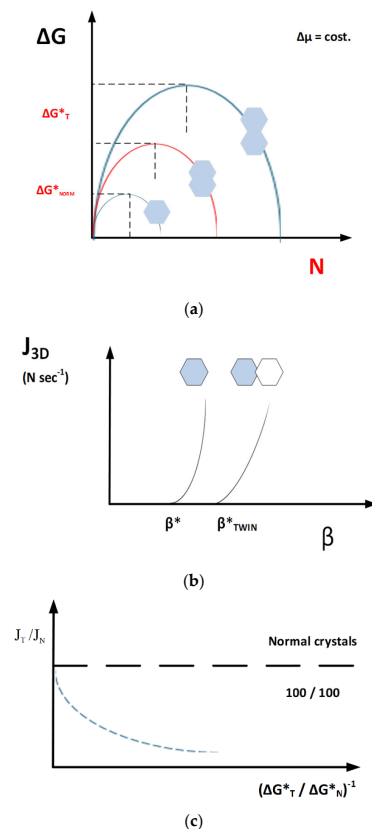 ΔG
Δμ = cost.
ΔG*T
ΔG*NORM
N
(a)
J3D
(N sec-1)
β*
β*TWIN
β
(b)
JT /JN
Normal crystals
100 / 100
(ΔG*T / ΔG*N)-1
(c)